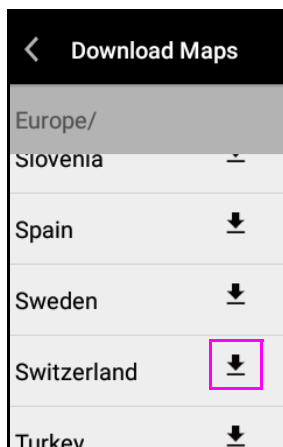 Download Maps
Europe/
Slovenia
Spain
Sweden
Switzerland
Turkey